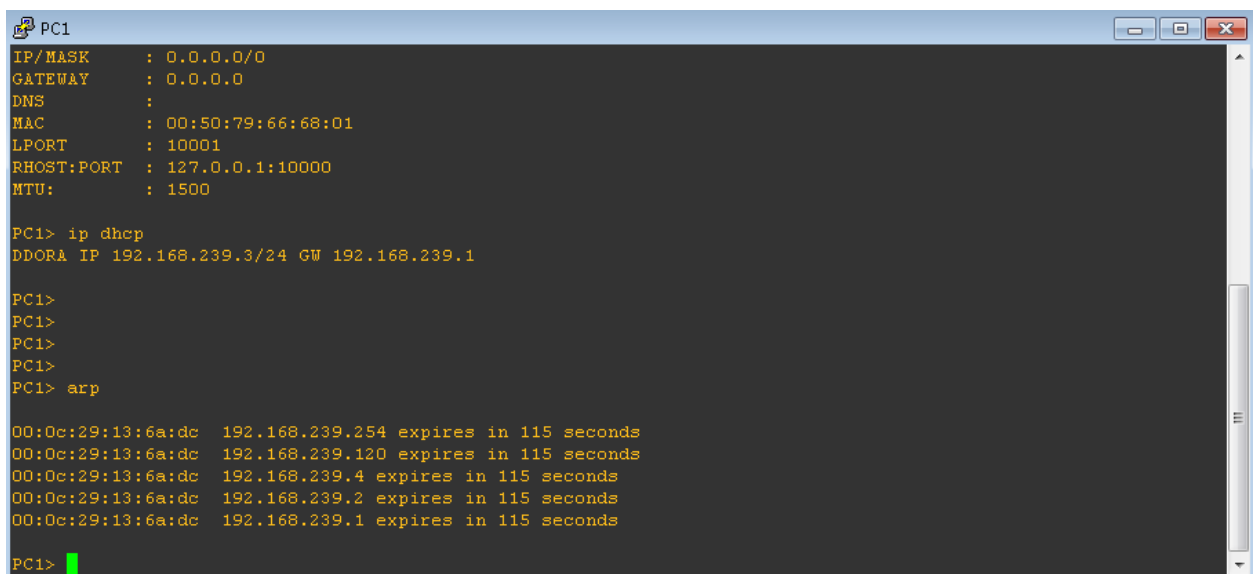 PC1
IP/MASK : 0.0.0.0/0
GATEWAY : 0.0.0.0
DNS :
MAC : 00:50:79:66:68:01
LPORT : 10001
RHOST:PORT : 127.0.0.1:10000
MTU: : 1500
PC1> ip dhcp
DDORA IP 192.168.239.3/24 GW 192.168.239.1
PC1>
PC1>
PC1>
PC1>
PC1> arp
00:0c:29:13:6a:dc 192.168.239.254 expires in 115 seconds
00:0c:29:13:6a:dc 192.168.239.120 expires in 115 seconds
00:0c:29:13:6a:dc 192.168.239.4 expires in 115 seconds
00:0c:29:13:6a:dc 192.168.239.2 expires in 115 seconds
00:0c:29:13:6a:dc 192.168.239.1 expires in 115 seconds
PC1>